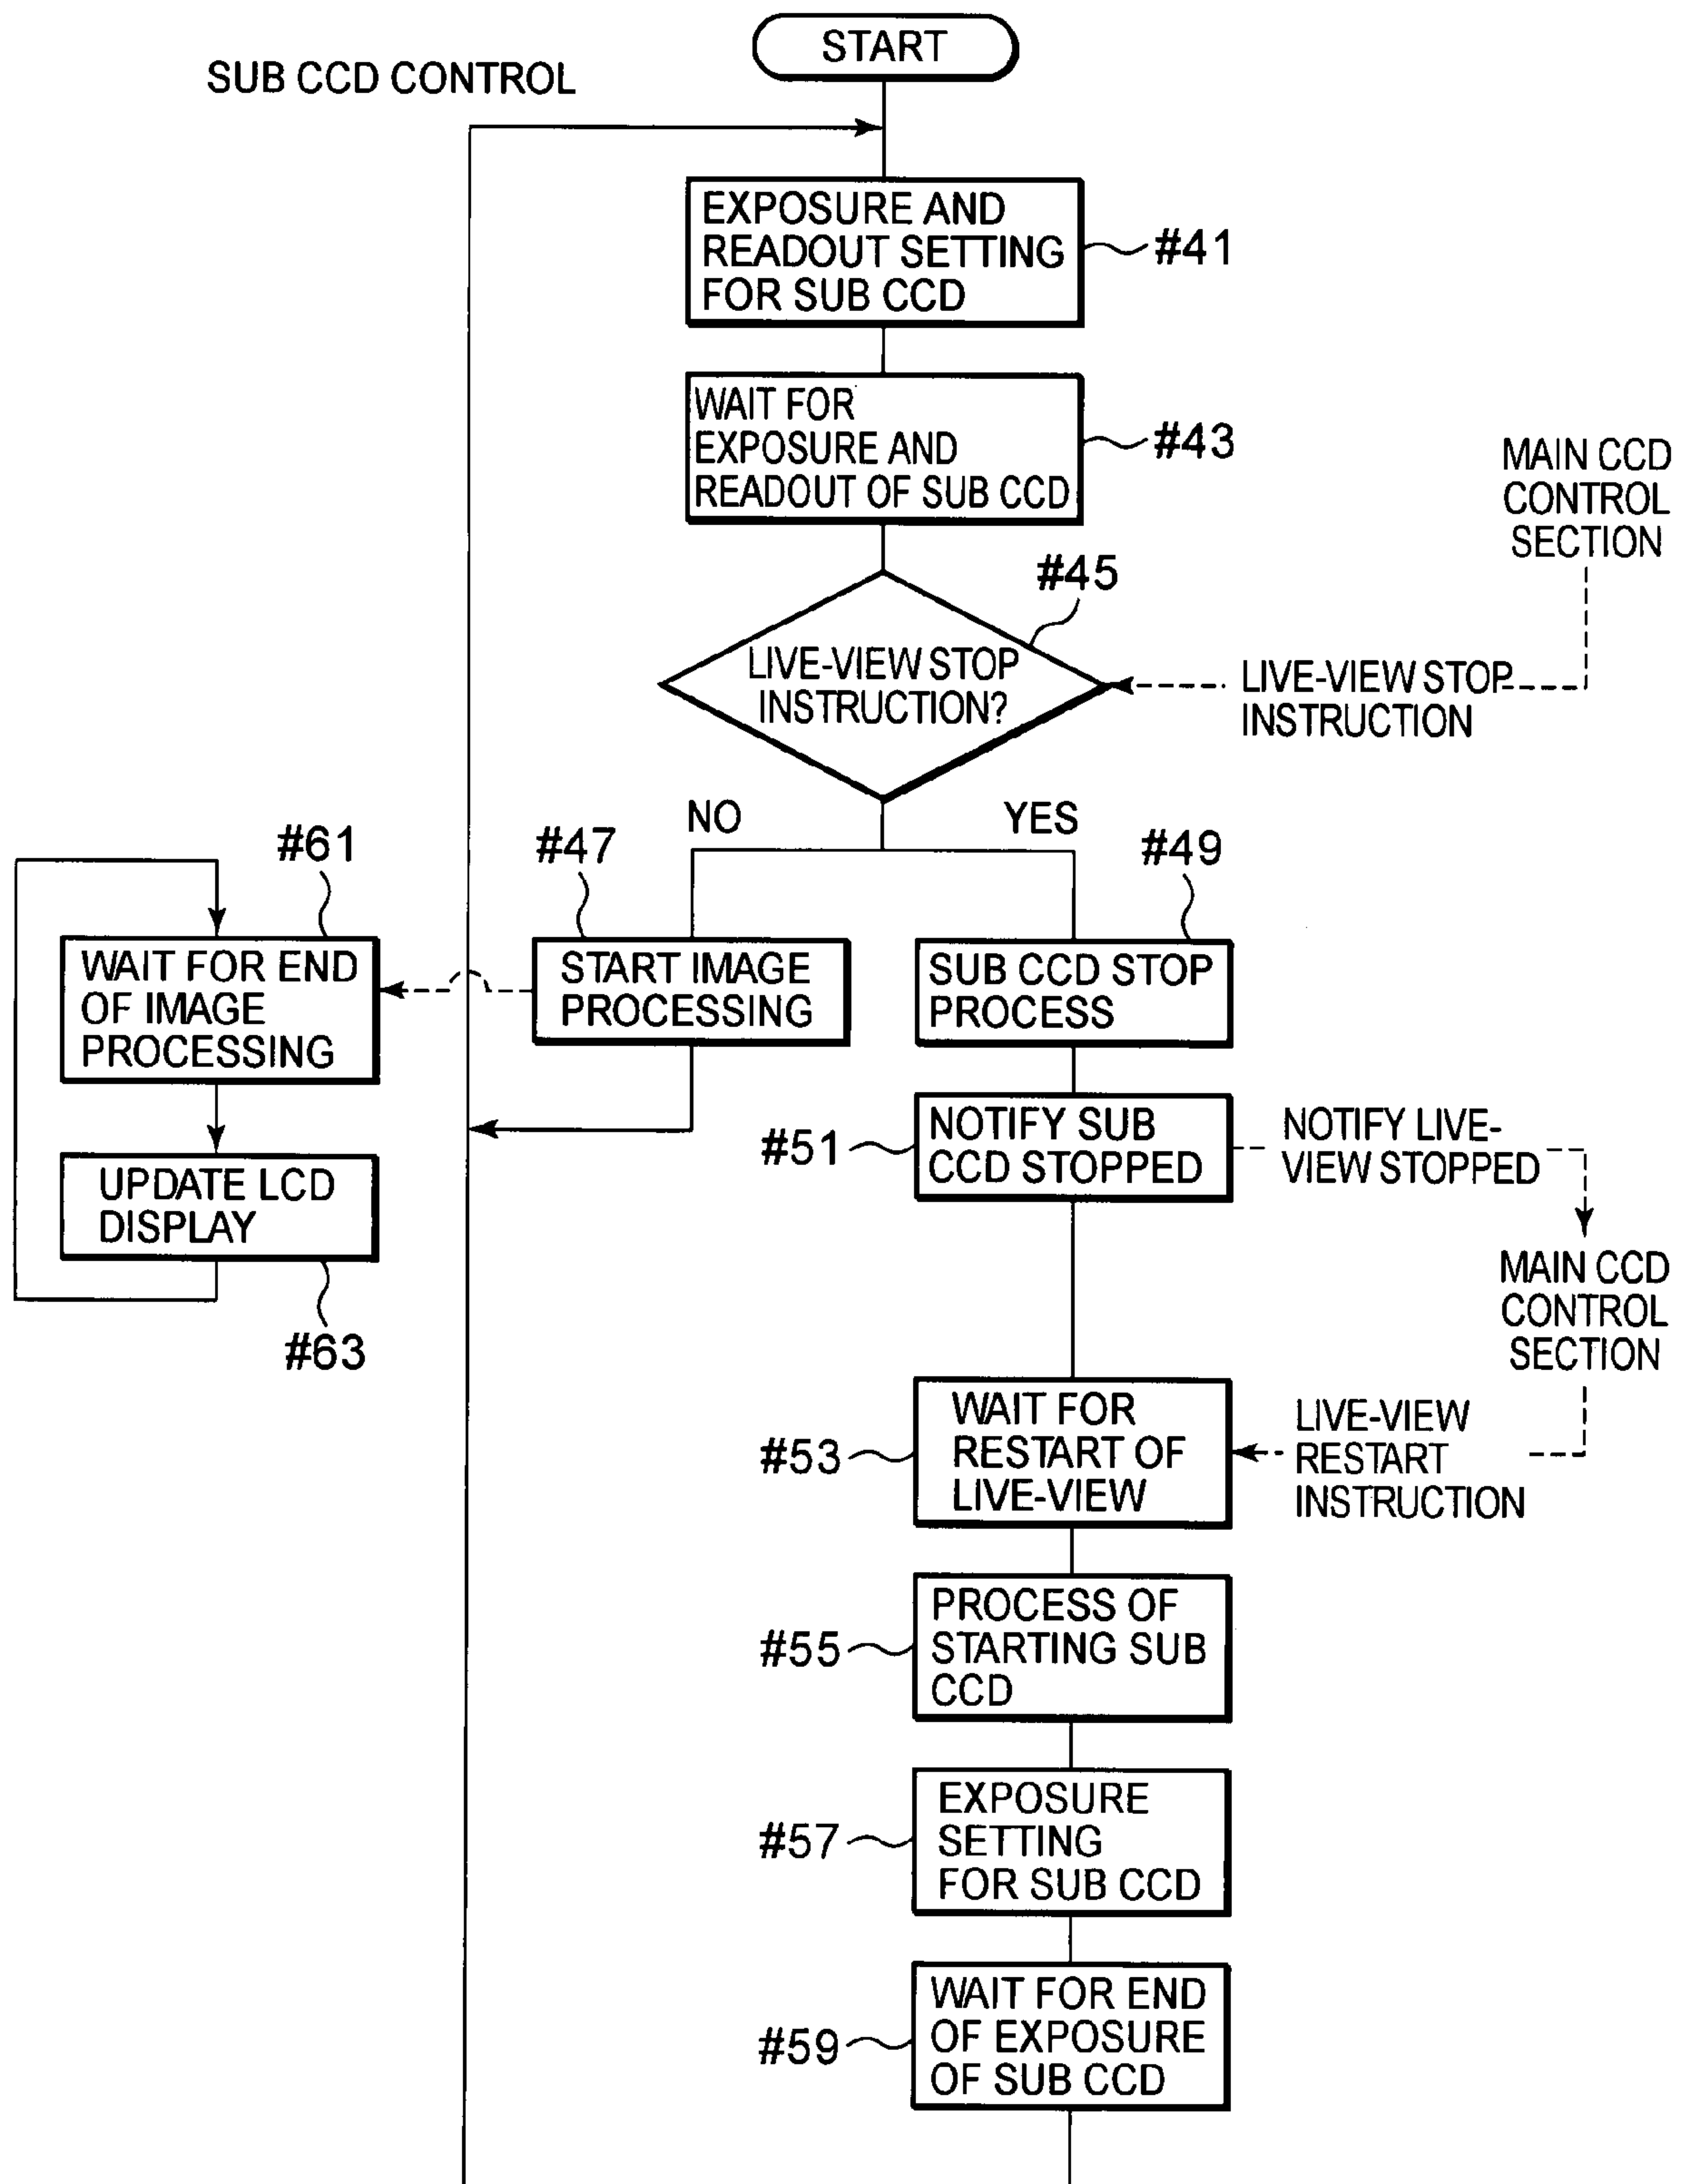 START
SUB CCD CONTROL
EXPOSURE AND
READOUT SETTING
FOR SUB CCD
#41
WAIT FOR
EXPOSURE AND
READOUT OF SUB CCD
#43
MAIN CCD
CONTROL
SECTION
#45
LIVE-VIEW STOP
INSTRUCTION?
LIVE-VIEW STOP
INSTRUCTION
NO
YES
#61
#47
#49
WAIT FOR END
OF IMAGE
PROCESSING
START IMAGE
PROCESSING
SUB CCD STOP
PROCESS
#51
NOTIFY SUB
CCD STOPPED
NOTIFY LIVE-
VIEW STOPPED
UPDATE LCD
DISPLAY
#63
MAIN CCD
CONTROL
SECTION
#53
WAIT FOR
RESTART OF
LIVE-VIEW
LIVE-VIEW
RESTART
INSTRUCTION
#55
PROCESS OF
STARTING SUB
CCD
#57
EXPOSURE
SETTING
FOR SUB CCD
#59
WAIT FOR END
OF EXPOSURE
OF SUB CCD